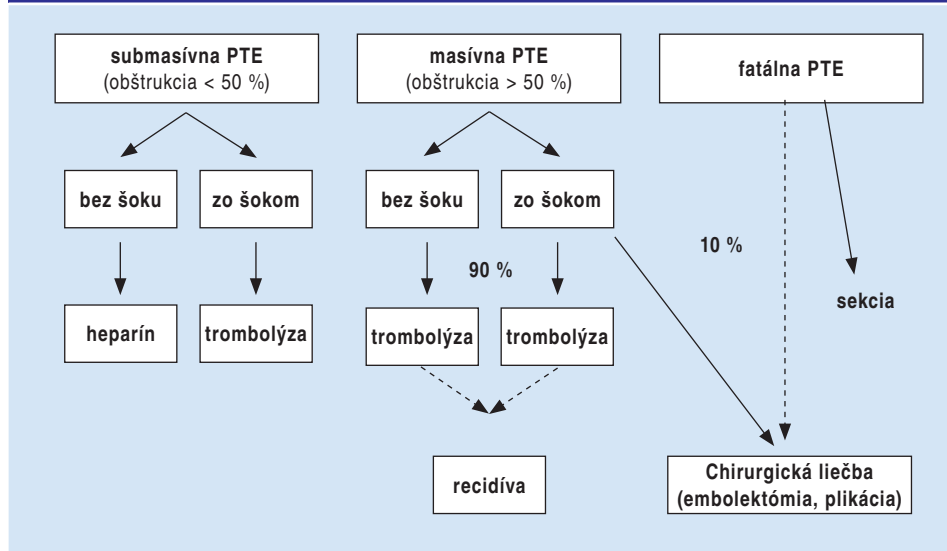 submasívna PTE
(obštrukcia < 50 %)
masívna PTE
(obštrukcia > 50 %)
fatálna PTE
bez šoku
zo šokom
bez šoku
zo šokom
10 %
90 %
sekcia
heparín
trombolýza
trombolýza
trombolýza
recidíva
Chirurgická liečba
(embolektómia, plikácia)